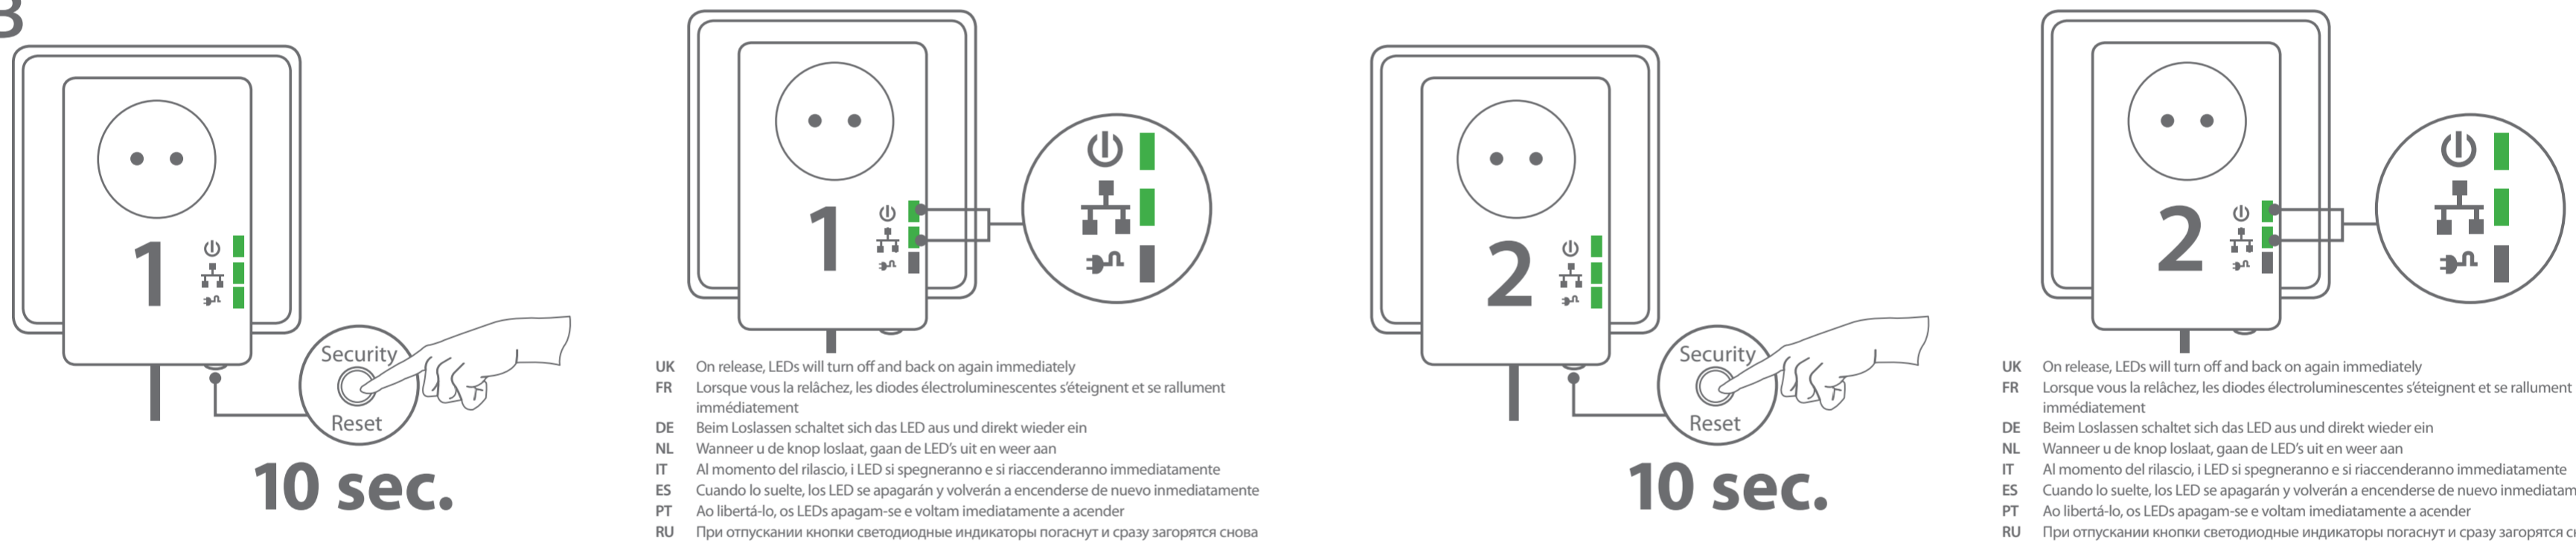 3
1
Security
Reset
10 sec.
1
UK On release, LEDs will turn off and back on again immediately
FR Lorsque vous la relâchez, les diodes électroluminescentes s'éteignent et se rallument
immédiatement
DE Beim Loslassen schaltet sich das LED aus und direkt wieder ein
NL Wanneer u de knop loslaat, gaan de LED's uit en weer aan
IT Al momento del rilascio, i LED si spegneranno e si riaccenderanno immediatamente
ES Cuando lo suelte, los LED se apagarán y volverán a encenderse de nuevo inmediatamente
PT Ao libertá-lo, os LEDs apagam-se e voltam imediatamente a acender
RU При отпускании кнопки светодиодные индикаторы погаснут и сразу загорятся снова
2
Security
Reset
10 sec.
2
UK On release, LEDs will turn off and back on again immediately
FR Lorsque vous la relâchez, les diodes électroluminescentes s'éteignent et se rallument
immédiatement
DE Beim Loslassen schaltet sich das LED aus und direkt wieder ein
NL Wanneer u de knop loslaat, gaan de LED's uit en weer aan
IT Al momento del rilascio, i LED si spegneranno e si riaccenderanno immediatamente
ES Cuando lo suelte, los LED se apagarán y volverán a encenderse de nuevo
PT Ao libertá-lo, os LEDs apagam-se e voltam imediatamente a acender
RU При отпускании кнопки светодиодные индикаторы погаснут и сразу загорятся